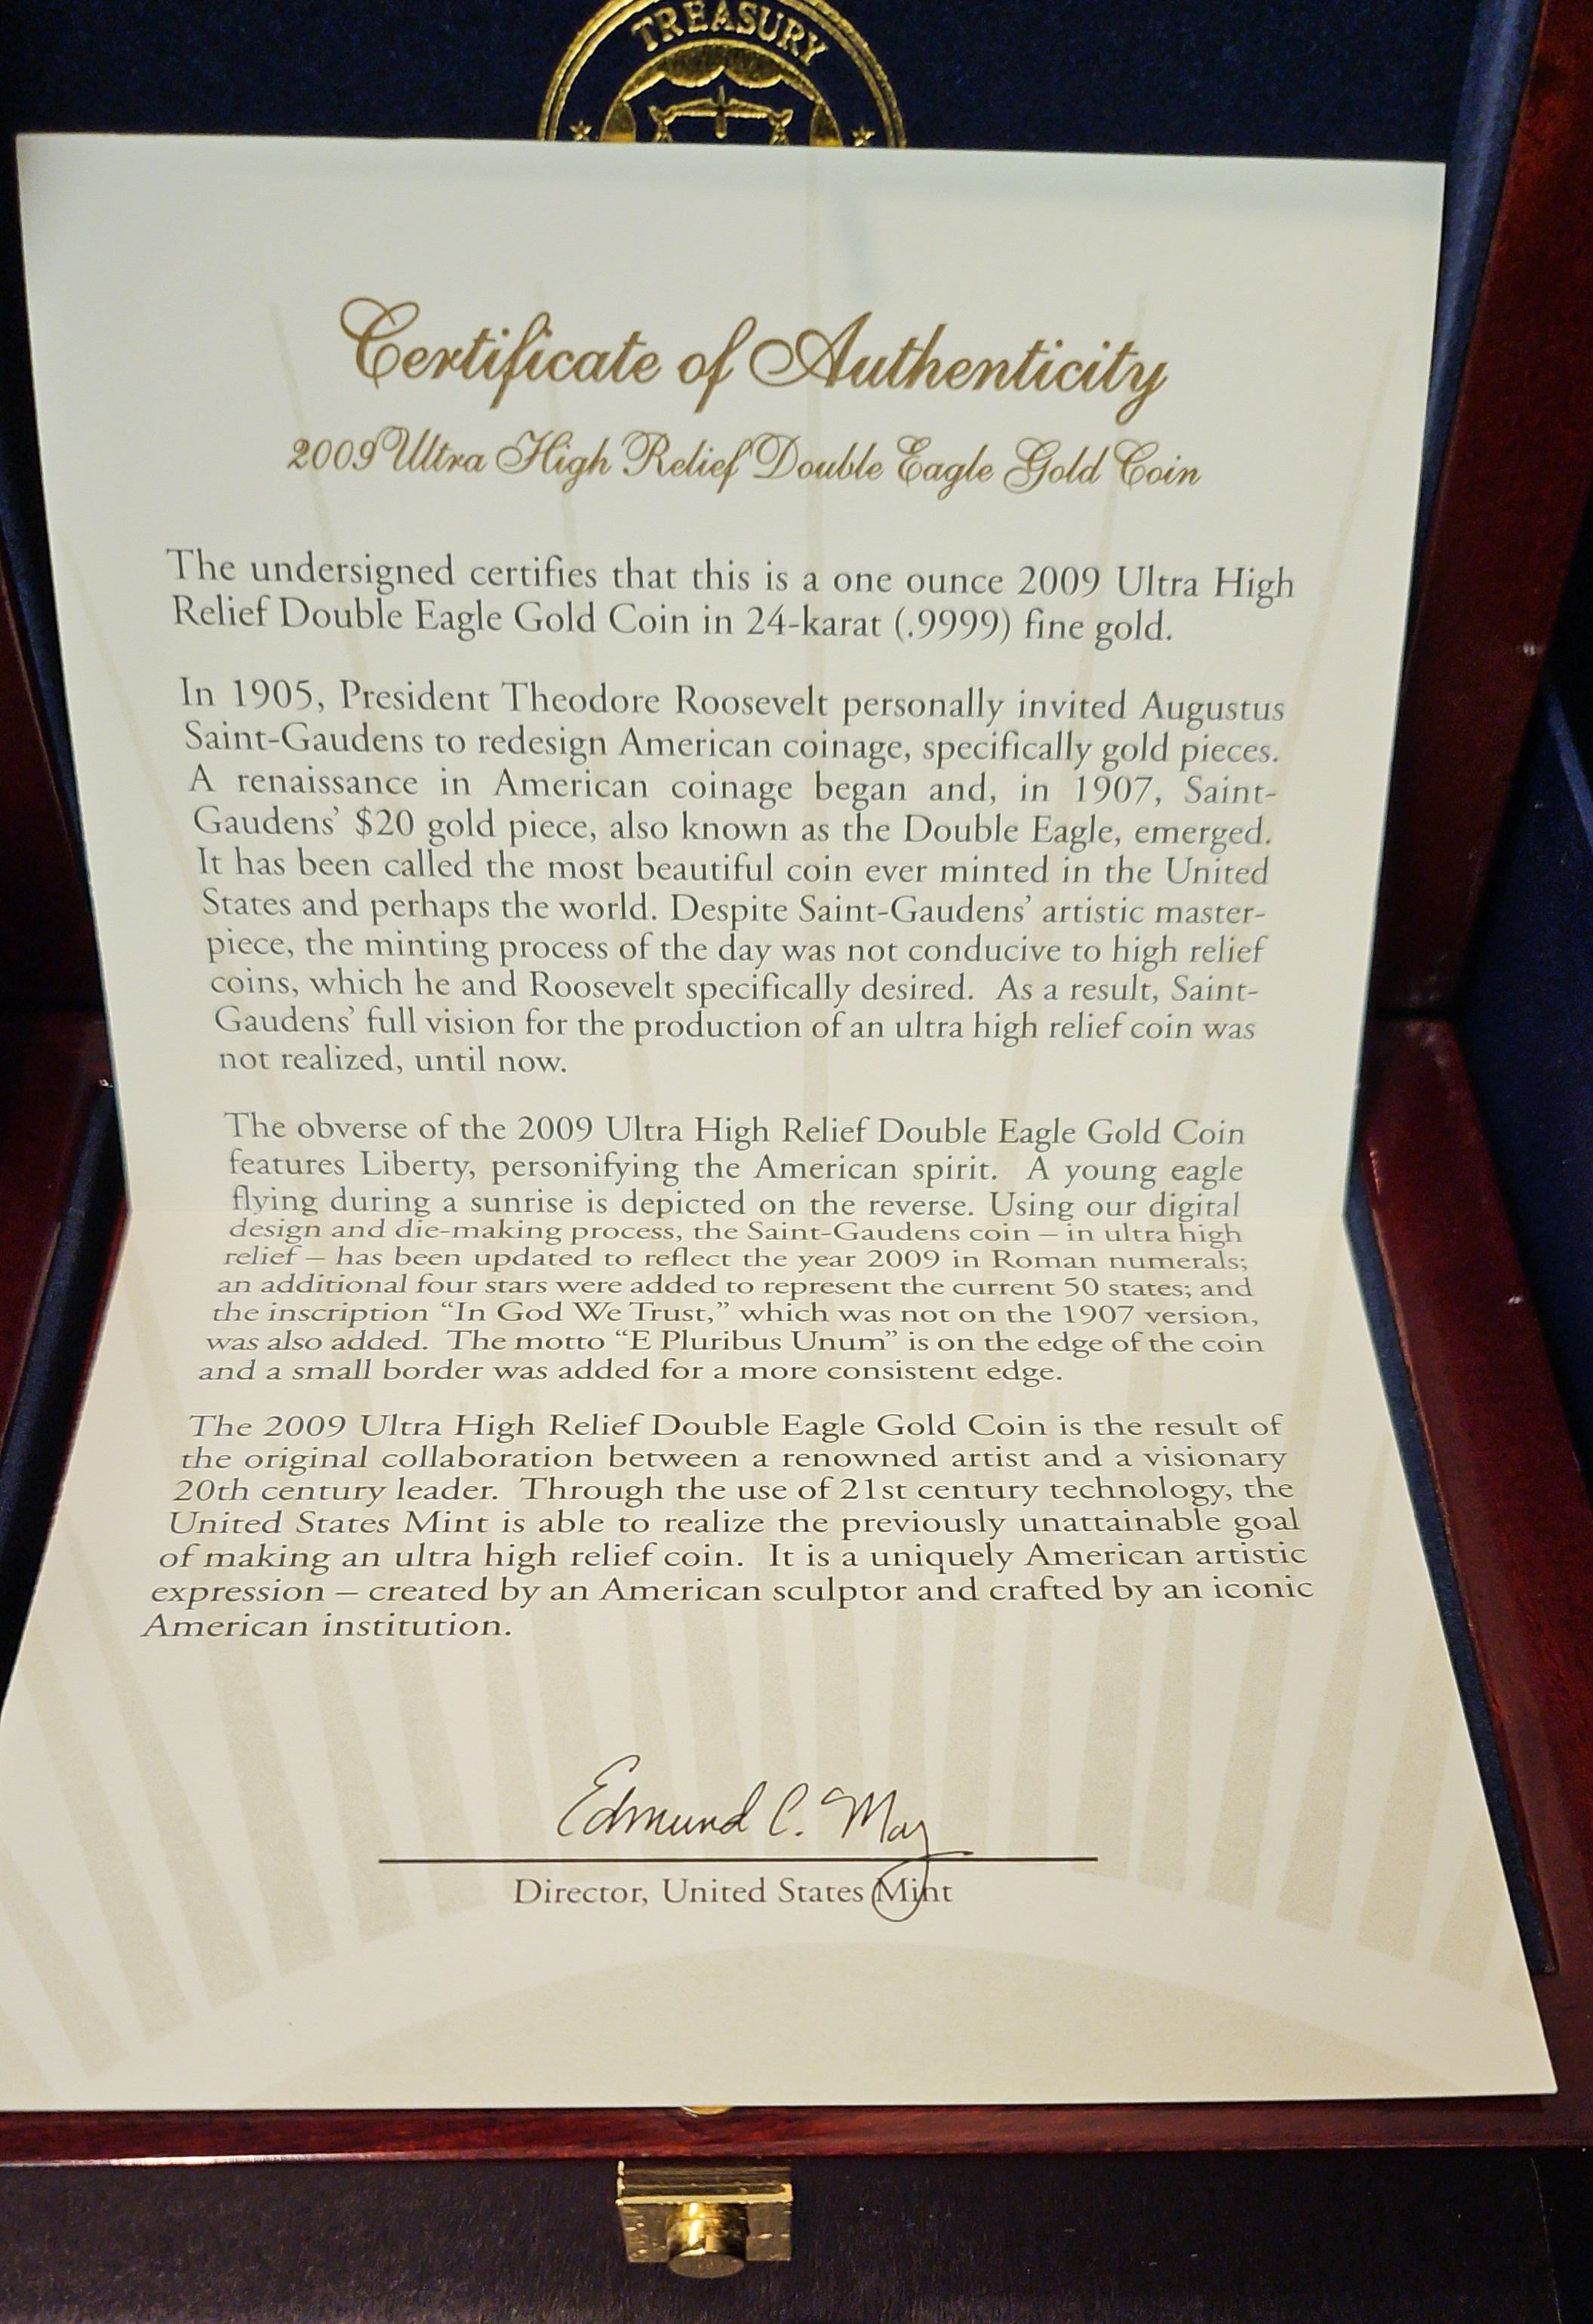 TREASURY
Certificate of Authenticity
2009 Ultra High Relief Double Eagle Gold Coin
The undersigned certifies that this is a one ounce 2009 Ultra High
Relief Double Eagle Gold Coin in 24-karat (.9999) fine gold.
In 1905, President Theodore Roosevelt personally invited Augustus
Saint-Gaudens to redesign American coinage, specifically gold pieces.
A renaissance in American coinage began and, in 1907, Saint-
Gaudens’ $20 gold piece, also known as the Double Eagle, emerged.
It has been called the most beautiful coin ever minted in the United
States and perhaps the world. Despite Saint-Gaudens’ artistic master-
piece, the minting process of the day was not conducive to high relief
coins, which he and Roosevelt specifically desired. As a result, Saint-
Gaudens’ full vision for the production of an ultra high relief coin was
not realized, until now.
The obverse of the 2009 Ultra High Relief Double Eagle Gold Coin
features Liberty, personifying the American spirit. A young eagle
flying during a sunrise is depicted on the reverse. Using our digital
design and die-making process, the Saint-Gaudens coin – in ultra high
relief – has been updated to reflect the year 2009 in Roman numerals;
an additional four stars were added to represent the current 50 states; and
the inscription “In God We Trust,” which was not on the 1907 version,
was also added. The motto “E Pluribus Unum” is on the edge of the coin
and a small border was added for a more consistent edge.
The 2009 Ultra High Relief Double Eagle Gold Coin is the result of
the original collaboration between a renowned artist and a visionary
20th century leader. Through the use of 21st century technology, the
United States Mint is able to realize the previously unattainable goal
of making an ultra high relief coin. It is a uniquely American artistic
expression – created by an American sculptor and crafted by an iconic
American institution.
Edmund C. Moy
Director, United States Mint